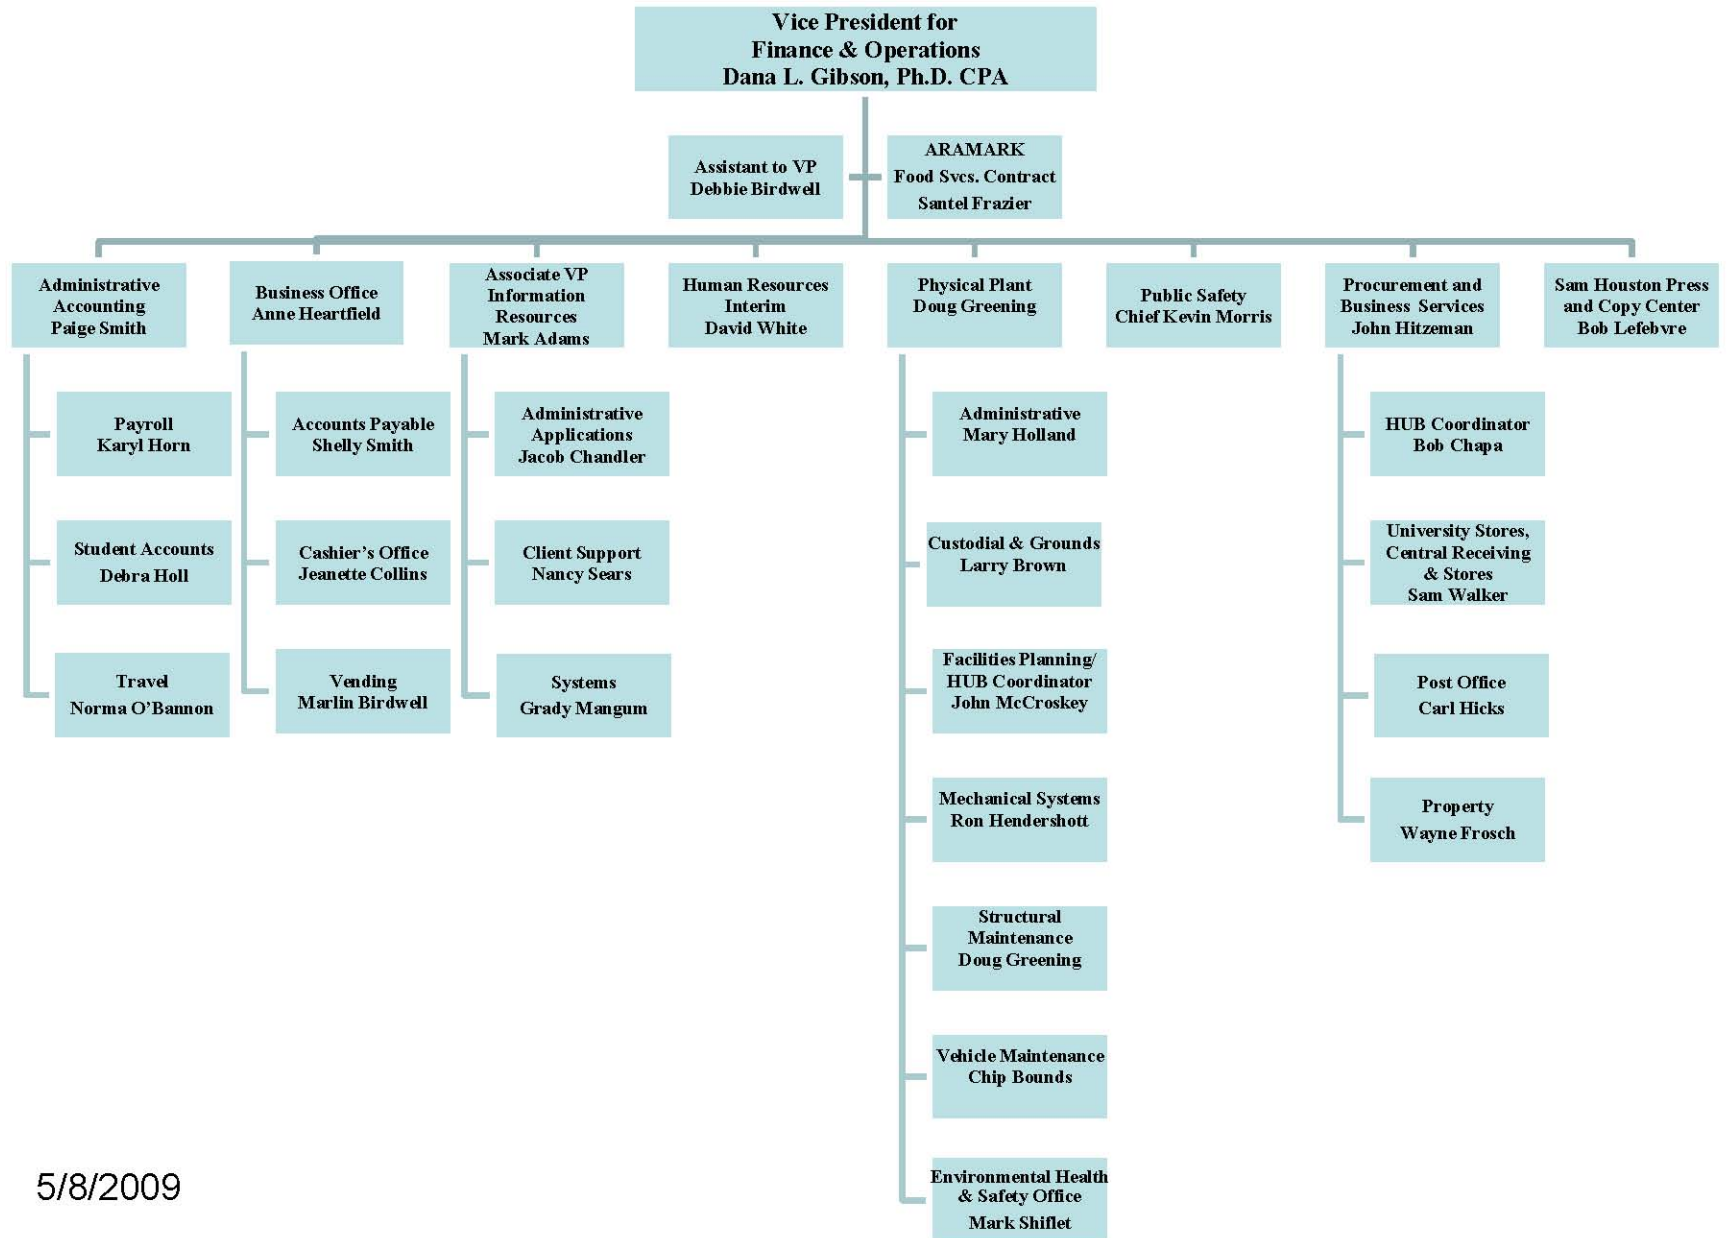 Vice President for
Finance & Operations
Dana L. Gibson, Ph.D. CPA
Assistant to VP
Debbie Birdwell
ARAMARK
Food Svcs. Contract
Santel Frazier
Administrative
Accounting
Paige Smith
Business Office
Anne Heartfield
Associate VP
Information
Resources
Mark Adams
Human Resources
Interim
David White
Physical Plant
Doug Greening
Public Safety
Chief Kevin Morris
Procurement and
Business Services
John Hitzeman
Sam Houston Press
and Copy Center
Bob Lefebvre
Payroll
Karyl Horn
Student Accounts
Debra Holl
Travel
Norma O’Bannon
Accounts Payable
Shelly Smith
Cashier’s Office
Jeanette Collins
Vending
Marlin Birdwell
Administrative
Applications
Jacob Chandler
Client Support
Nancy Sears
Systems
Grady Mangum
Administrative
Mary Holland
Custodial & Grounds
Larry Brown
Facilities Planning/
HUB Coordinator
John McCroskey
Mechanical Systems
Ron Hendershott
Structural
Maintenance
Doug Greening
Vehicle Maintenance
Chip Bounds
Environmental Health
& Safety Office
Mark Shiflet
HUB Coordinator
Bob Chapa
University Stores,
Central Receiving
& Stores
Sam Walker
Post Office
Carl Hicks
Property
Wayne Frosch
5/8/2009